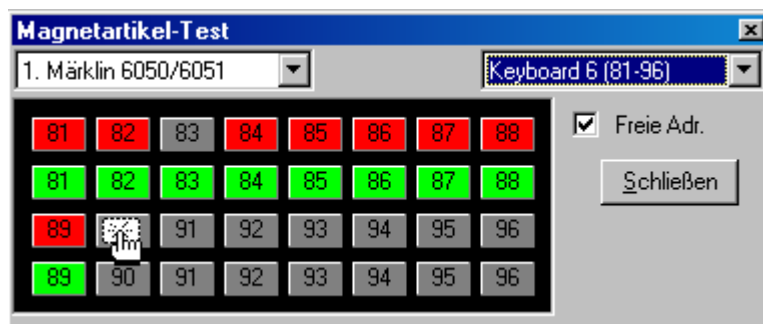 Magnetartikel-Test
1. Märklin 6050/6051 Keyboard 6 (81-96)
81 82 83 84 85 86 87 88 Freie Adr.
81 82 83 84 85 86 87 88 Schließen
89 91 92 93 94 95 96
89 90 91 92 93 94 95 96